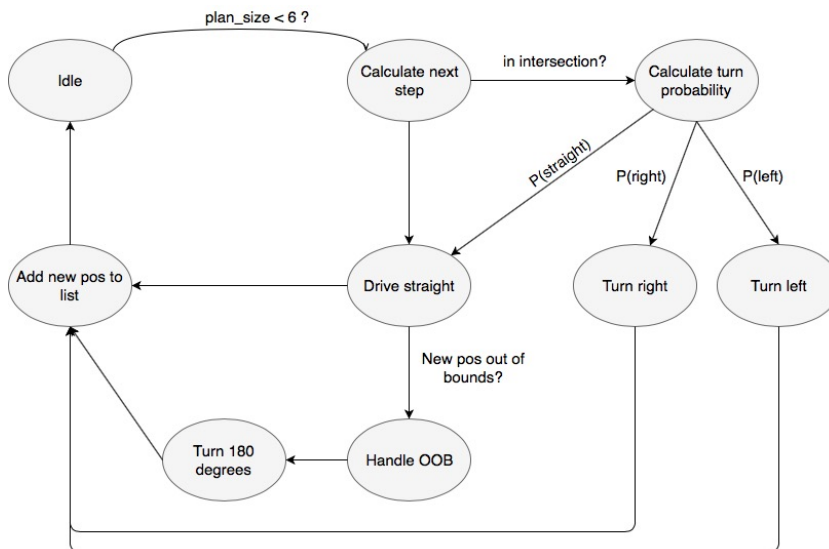 plan_size < 6 ?
Idle
Calculate next
step
in intersection?
Calculate turn
probability
P(straight)
P(right)
P(left)
Add new pos to
list
Drive straight
Turn right
Turn left
New pos out of
bounds?
Turn 180
degrees
Handle OOB